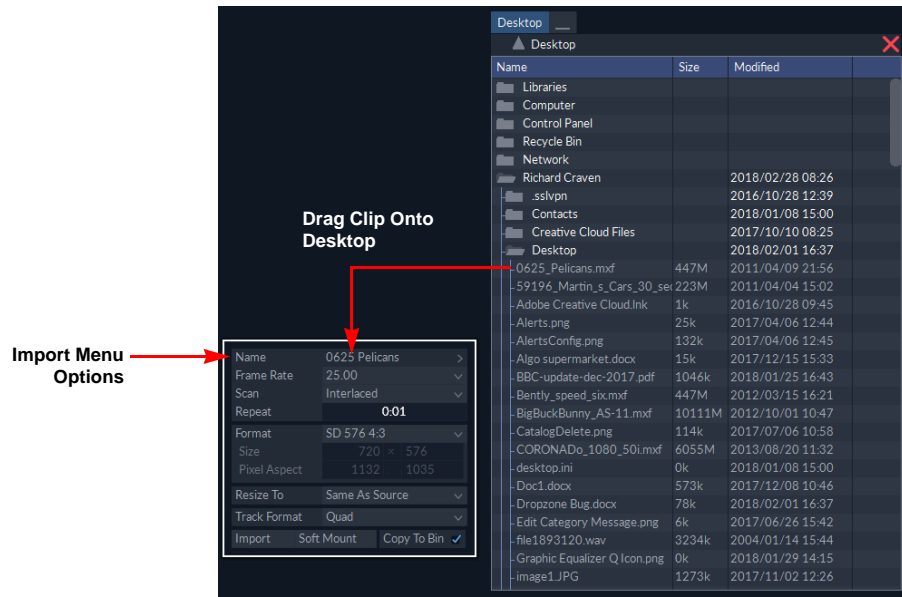 Desktop
Desktop
Name Size Modified
Libraries
Computer
Control Panel
Recycle Bin
Network
Richard Craven 2018/02/28 08:26
.sslvpn 2016/10/28 12:39
Contacts 2018/01/08 15:00
Creative Cloud Files 2017/10/10 08:25
Desktop 2018/02/01 16:37
0625_Pelicans.mxf 447M 2011/04/09 21:56
59196_Martin_s_Cars_30_sec 223M 2011/04/04 15:02
Adobe Creative Cloud.lnk 1k 2016/10/28 09:45
Alerts.png 25k 2017/04/06 12:44
AlertsConfig.png 132k 2017/04/06 12:45
Algo supermarket.docx 15k 2017/12/15 15:33
BBC-update-dec-2017.pdf 1046k 2018/01/25 16:43
Bently_speed_six.mxf 447M 2012/03/15 16:21
BigBuckBunny_AS-11.mxf 10111M 2012/10/01 10:47
CatalogDelete.png 114k 2017/07/06 10:58
CORONADo_1080_50i.mxf 6055M 2013/08/20 11:32
desktop.ini 0k 2018/01/08 15:00
Doc1.docx 573k 2017/12/08 10:46
Dropzone Bug.docx 78k 2018/02/01 16:37
Edit Category Message.png 6k 2017/06/26 15:42
file1893120.wav 3234k 2004/01/14 15:44
Graphic Equalizer Q Icon.png 0k 2018/01/29 14:15
image1.JPG 1273k 2017/11/02 12:26
Drag Clip Onto
Desktop
Import Menu
Options
Name 0625 Pelicans >
Frame Rate 25.00
Scan Interlaced
Repeat 0:01
Format SD 576 4:3
Size 720 × 576
Pixel Aspect 1132 1035
Resize To Same As Source
Track Format Quad
Import Soft Mount Copy To Bin ✓